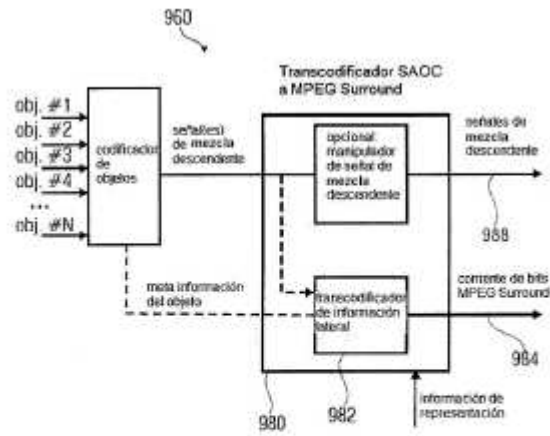 960
Transcodificador SAOC
a MPEG Surround
obj. #1
obj. #2
obj. #3
obj. #4
...
obj. #N
codificador
de
objetos
señal(es)
de mezcla
descendente
opcional
manipulador
de señal de
mezcla
descendente
señales de
mezcla
descendente
988
meta información
del objeto
transcodificador
de información
lateral
corriente de bits
MPEG Surround
984
980
982
información de
representación